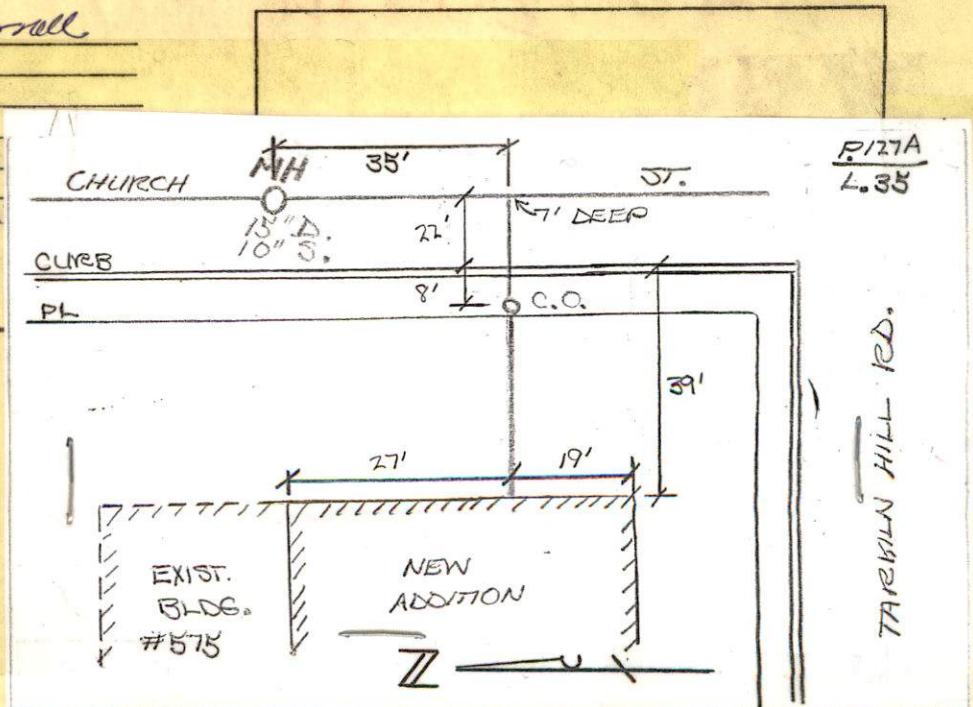 MH
35'
P.127A
L.35
CHURCH
ST.
15" D.
10" S.
22'
7' DEEP
CURB
8'
C.O.
PL
39'
TARKILN HILL RD.
27'
19'
EXIST.
BLDG.
#575
NEW
ADDITION